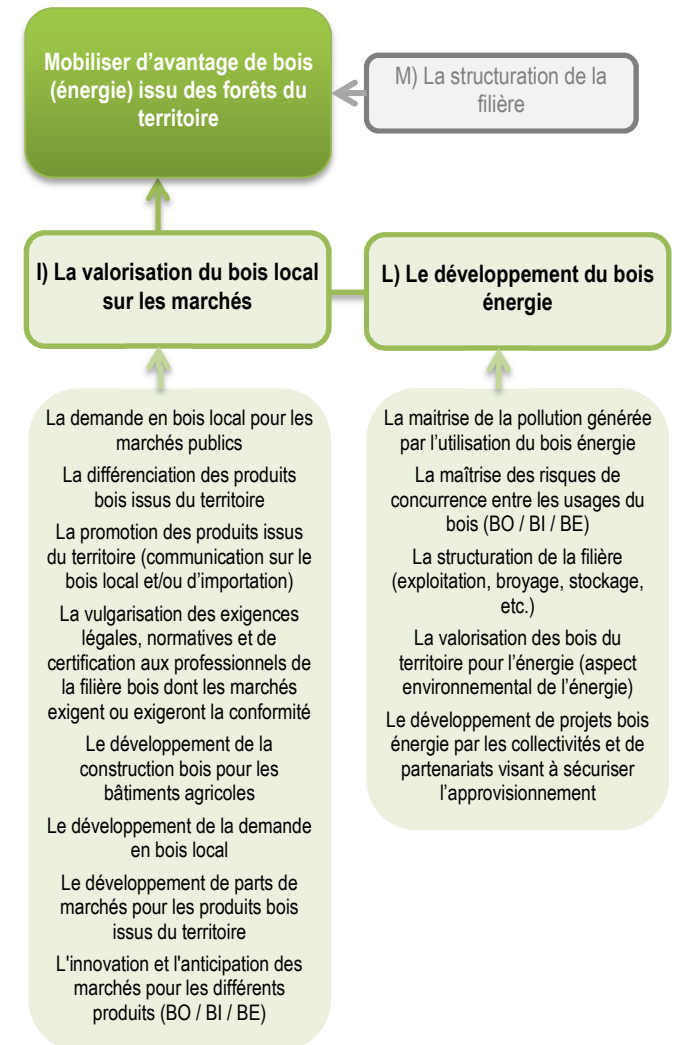 Mobiliser d'avantage de bois
(énergie) issu des forêts du
territoire
M) La structuration de la
filière
I) La valorisation du bois local
sur les marchés
L) Le développement du bois
énergie
La demande en bois local pour les
marchés publics
La différenciation des produits
bois issus du territoire
La promotion des produits issus
du territoire (communication sur le
bois local et/ou d'importation)
La vulgarisation des exigences
légales, normatives et de
certification aux professionnels de
la filière bois dont les marchés
exigent ou exigeront la conformité
Le développement de la
construction bois pour les
bâtiments agricoles
Le développement de la demande
en bois local
Le développement de parts de
marchés pour les produits bois
issus du territoire
L'innovation et l'anticipation des
marchés pour les différents
produits (BO / BI / BE)
La maitrise de la pollution générée
par l'utilisation du bois énergie
La maîtrise des risques de
concurrence entre les usages du
bois (BO / BI / BE)
La structuration de la filière
(exploitation, broyage, stockage,
etc.)
La valorisation des bois du
territoire pour l'énergie (aspect
environnemental de l'énergie)
Le développement de projets bois
énergie par les collectivités et de
partenariats visant à sécuriser
l'approvisionnement